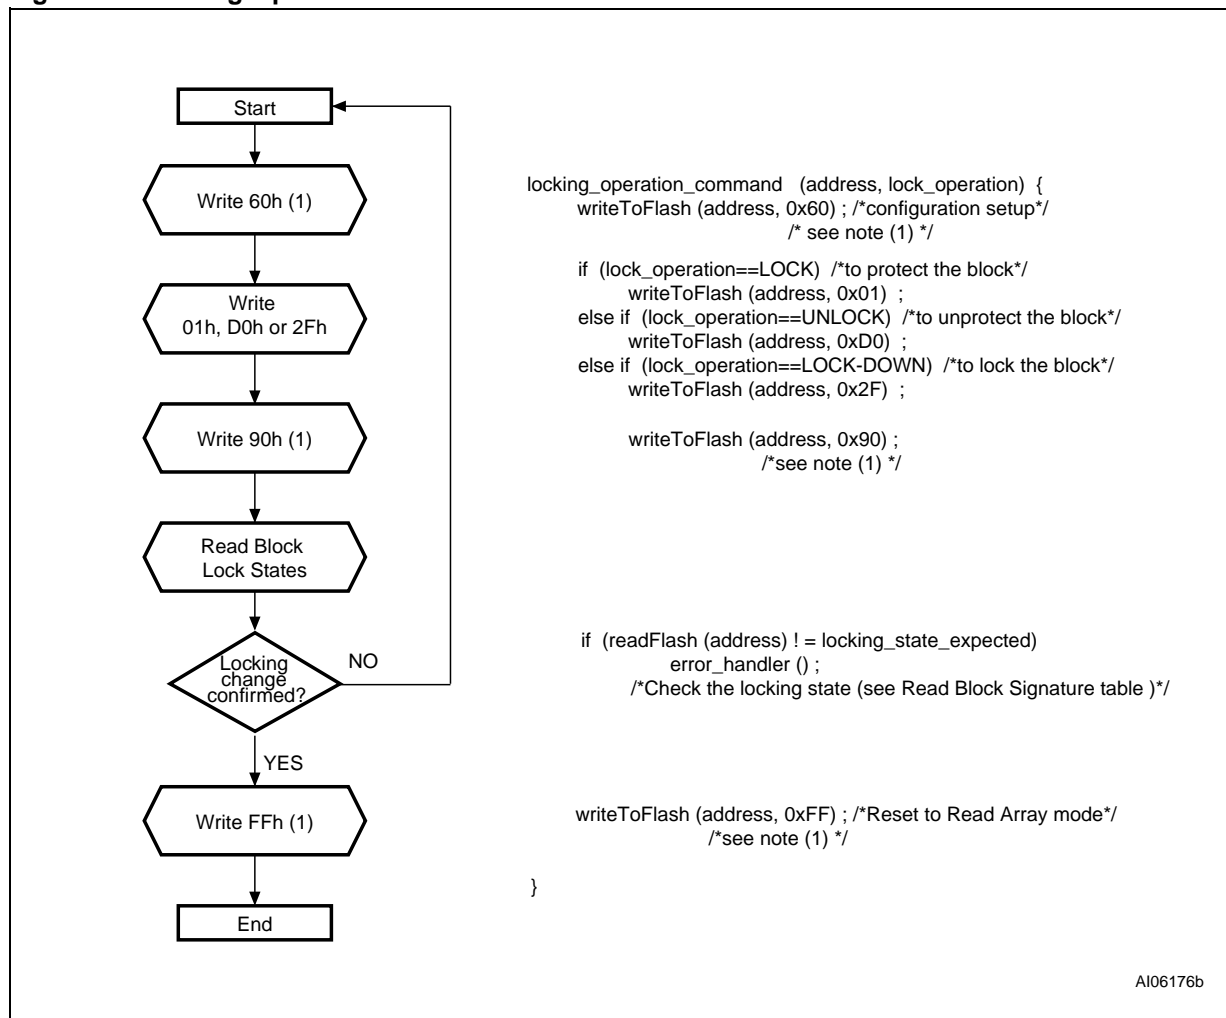 Start
Write 60h (1)
Write
01h, D0h or 2Fh
Write 90h (1)
Read Block
Lock States
Locking
change
confirmed?
NO
YES
Write FFh (1)
End
locking_operation_command (address, lock_operation) {
writeToFlash (address, 0x60) ; /*configuration setup*/
/* see note (1) */
if (lock_operation==LOCK) /*to protect the block*/
writeToFlash (address, 0x01) ;
else if (lock_operation==UNLOCK) /*to unprotect the block*/
writeToFlash (address, 0xD0) ;
else if (lock_operation==LOCK-DOWN) /*to lock the block*/
writeToFlash (address, 0x2F) ;
writeToFlash (address, 0x90) ;
/*see note (1) */
if (readFlash (address) ! = locking_state_expected)
error_handler () ;
/*Check the locking state (see Read Block Signature table )*/
writeToFlash (address, 0xFF) ; /*Reset to Read Array mode*/
/*see note (1) */
}
AI06176b